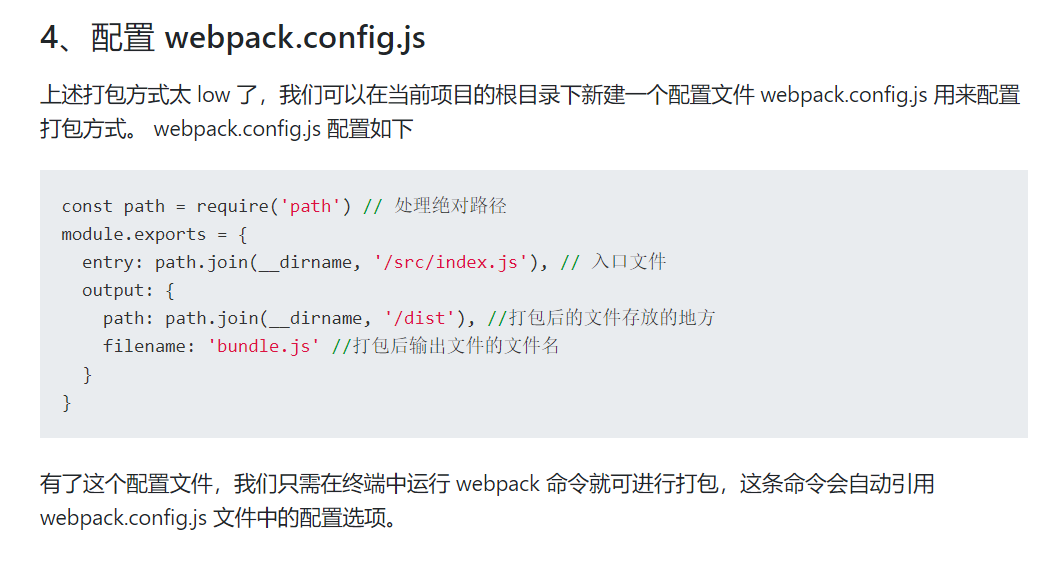 4、配置 webpack.config.js
上述打包方式太 low 了，我们可以在当前项目的根目录下新建一个配置文件 webpack.config.js 用来配置
打包方式。 webpack.config.js 配置如下
const path = require('path') // 处理绝对路径
module.exports = {
  entry: path.join(__dirname, '/src/index.js'), // 入口文件
  output: {
    path: path.join(__dirname, '/dist'), //打包后的文件存放的地方
    filename: 'bundle.js' //打包后输出文件的文件名
  }
}
有了这个配置文件，我们只需在终端中运行 webpack 命令就可进行打包，这条命令会自动引用
webpack.config.js 文件中的配置选项。